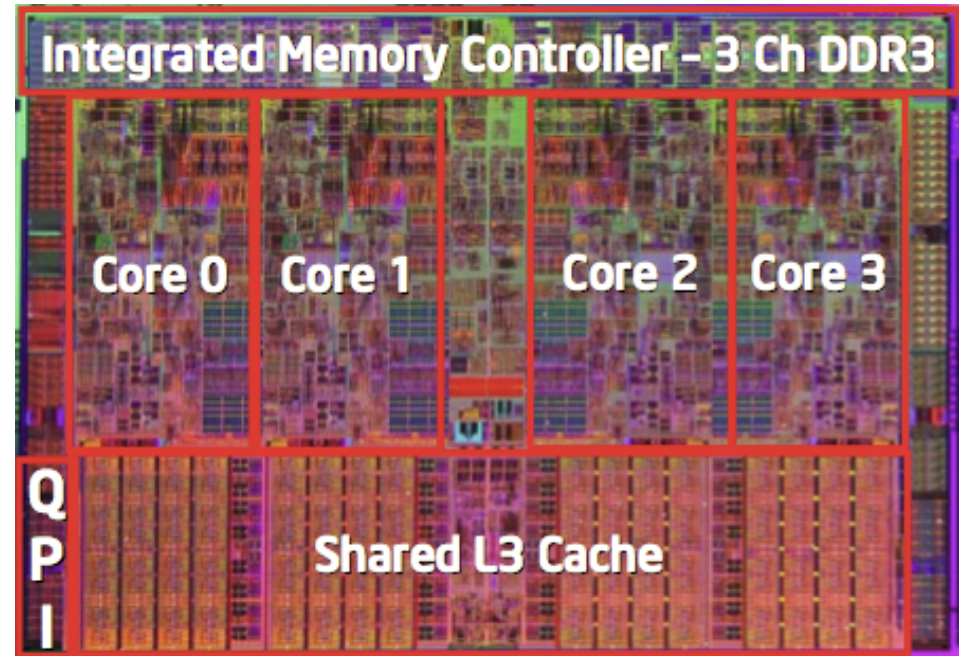 Integrated Memory Controller – 3 Ch DDR3
Core 0
Core 1
Core 2
Core 3
Q
P
I
Shared L3 Cache